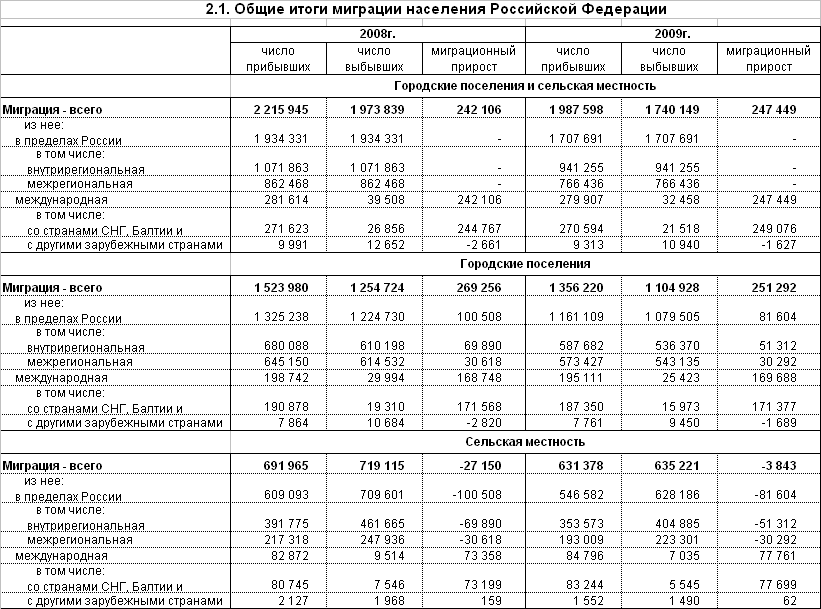 2.1. Общие итоги миграции населения Российской Федерации
2008г. 2009г.
число прибывших число выбывших миграционный прирост число прибывших число выбывших миграционный прирост
Городские поселения и сельская местность
Миграция - всего 2 215 945 1 973 839 242 106 1 987 598 1 740 149 247 449
из нее:
в пределах России 1 934 331 1 934 331 - 1 707 691 1 707 691 -
в том числе:
внутрирегиональная 1 071 863 1 071 863 - 941 255 941 255 -
межрегиональная 862 468 862 468 - 766 436 766 436 -
международная 281 614 39 508 242 106 279 907 32 458 247 449
в том числе:
со странами СНГ, Балтии и 271 623 26 856 244 767 270 594 21 518 249 076
с другими зарубежными странами 9 991 12 652 -2 661 9 313 10 940 -1 627
Городские поселения
Миграция - всего 1 523 980 1 254 724 269 256 1 356 220 1 104 928 251 292
из нее:
в пределах России 1 325 238 1 224 730 100 508 1 161 109 1 079 505 81 604
в том числе:
внутрирегиональная 680 088 610 198 69 890 587 682 536 370 51 312
межрегиональная 645 150 614 532 30 618 573 427 543 135 30 292
международная 198 742 29 994 168 748 195 111 25 423 169 688
в том числе:
со странами СНГ, Балтии и 190 878 19 310 171 568 187 350 15 973 171 377
с другими зарубежными странами 7 864 10 684 -2 820 7 761 9 450 -1 689
Сельская местность
Миграция - всего 691 965 719 115 -27 150 631 378 635 221 -3 843
из нее:
в пределах России 609 093 709 601 -100 508 546 582 628 186 -81 604
в том числе:
внутрирегиональная 391 775 461 665 -69 890 353 573 404 885 -51 312
межрегиональная 217 318 247 936 -30 618 193 009 223 301 -30 292
международная 82 872 9 514 73 358 84 796 7 035 77 761
в том числе:
со странами СНГ, Балтии и 80 745 7 546 73 199 83 244 5 545 77 699
с другими зарубежными странами 2 127 1 968 159 1 552 1 490 62